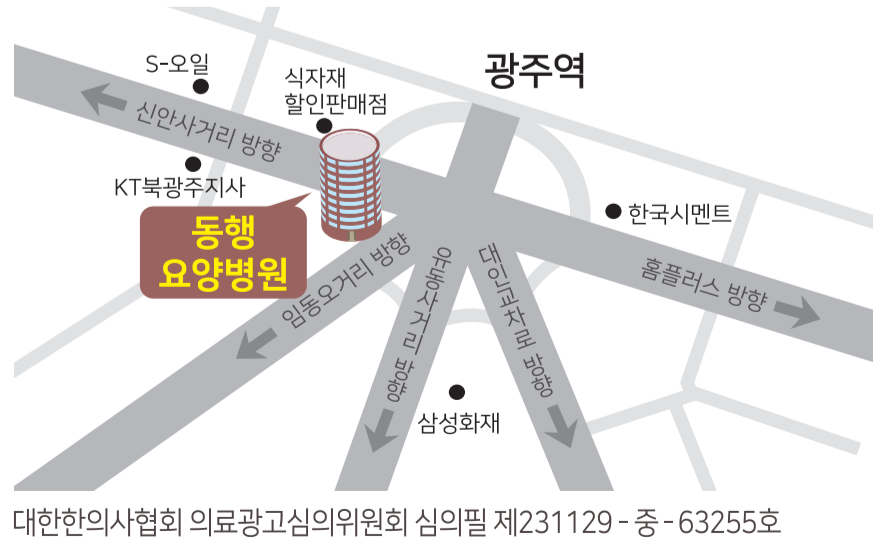 광주역
S-오일
식자재
할인판매점
신안사거리 방향
KT북광주지사
동행
요양병원
한국시멘트
홈플러스 방향
임동오거리 방향
유동사거리 방향
대인교차로 방향
삼성화재
대한한의사협회 의료광고심의위원회 심의필 제231129 - 중 - 63255호